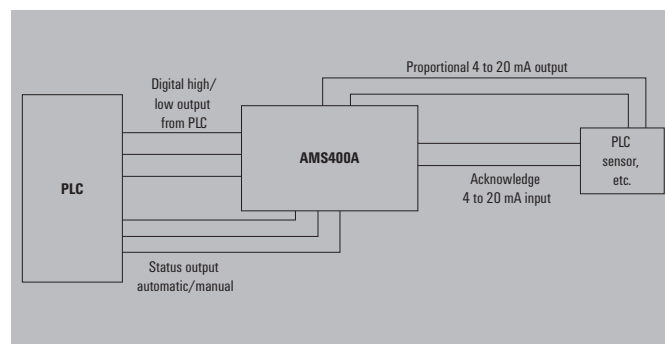 Proportional 4 to 20 mA output
Digital high/
low output
from PLC
PLC
AMS400A
PLC
sensor,
etc.
Acknowledge
4 to 20 mA input
Status output
automatic/manual